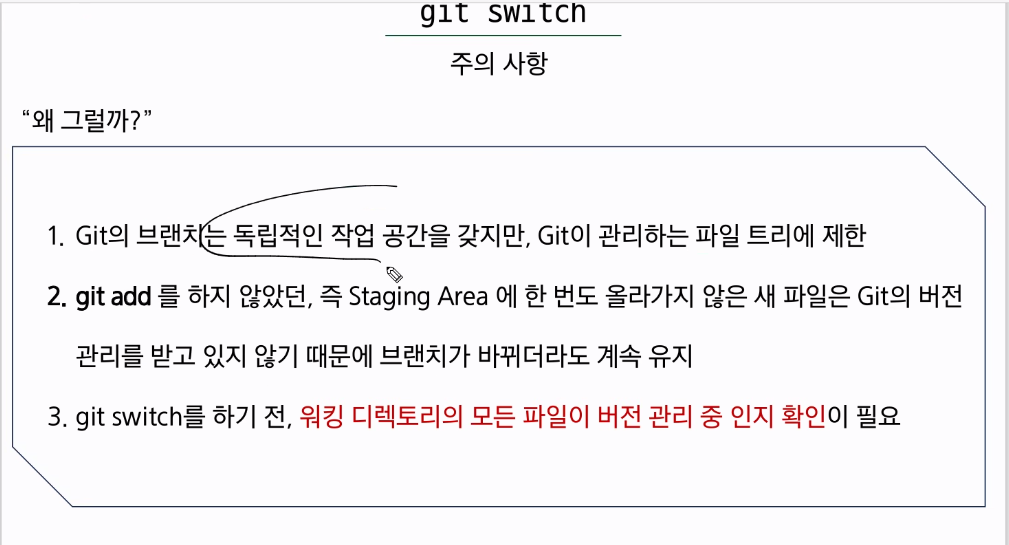 git switch
주의 사항
“왜 그럴까?”
1. Git의 브랜치는 독립적인 작업 공간을 갖지만, Git이 관리하는 파일 트리에 제한
2. git add 를 하지 않았던, 즉 Staging Area 에 한 번도 올라가지 않은 새 파일은 Git의 버전
관리를 받고 있지 않기 때문에 브랜치가 바뀌더라도 계속 유지
3. git switch를 하기 전, 워킹 디렉토리의 모든 파일이 버전 관리 중 인지 확인이 필요